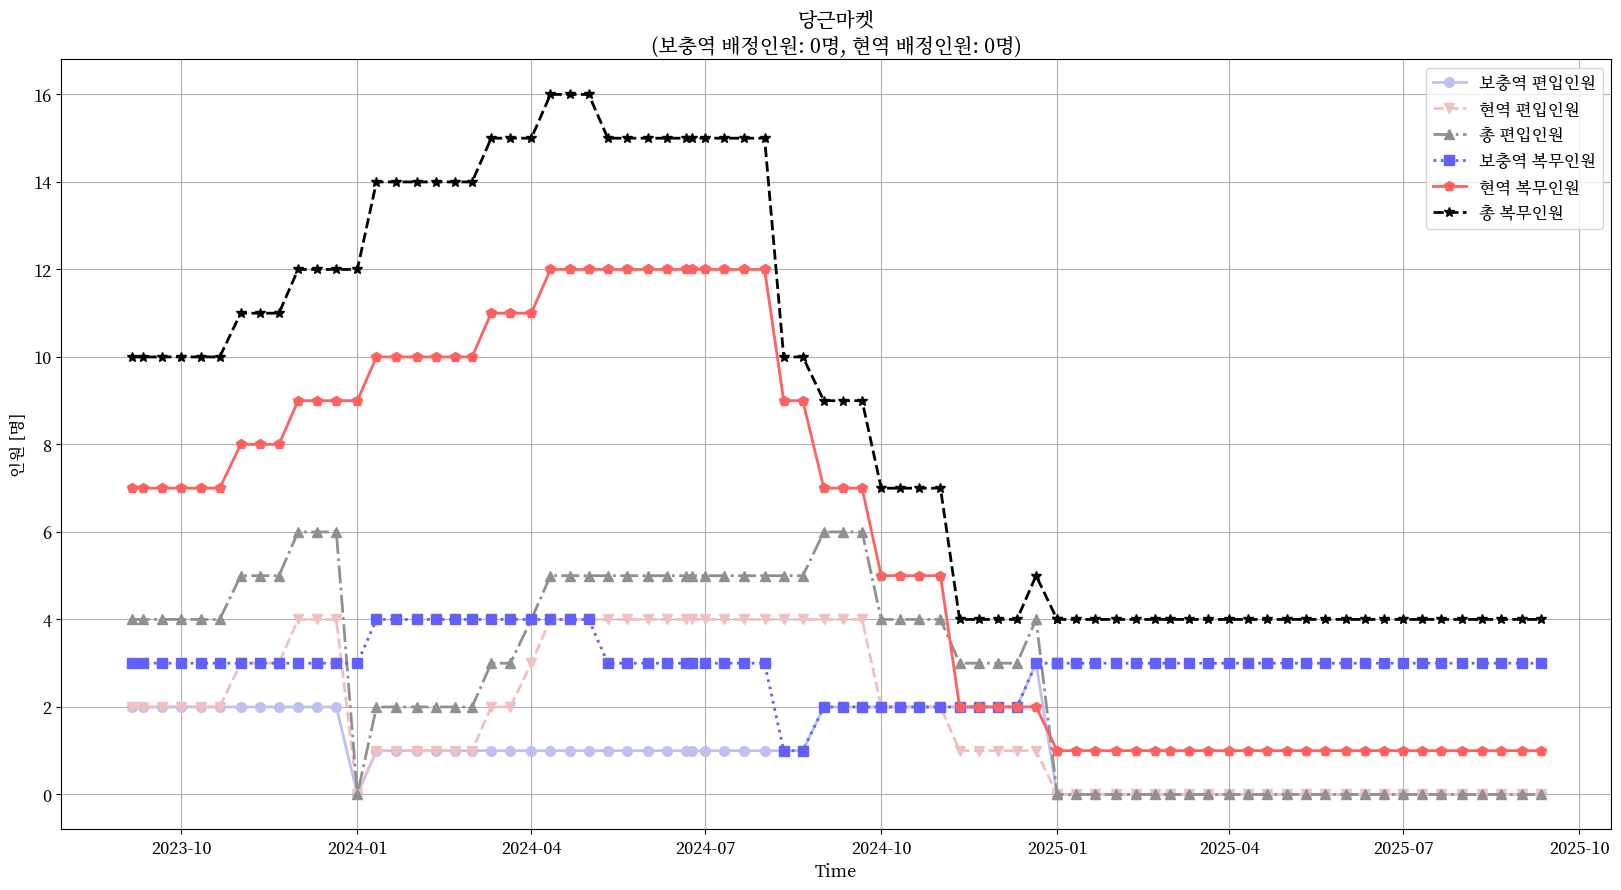 당근마켓
(보충역 배정인원: 0명, 현역 배정인원: 0명)
보충역 편입인원
현역 편입인원
총 편입인원
보충역 복무인원
현역 복무인원
총 복무인원
인원 [명]
16
14
12
10
8
6
4
2
0
2023-10
2024-01
2024-04
2024-07
2024-10
2025-01
2025-04
2025-07
2025-10
Time